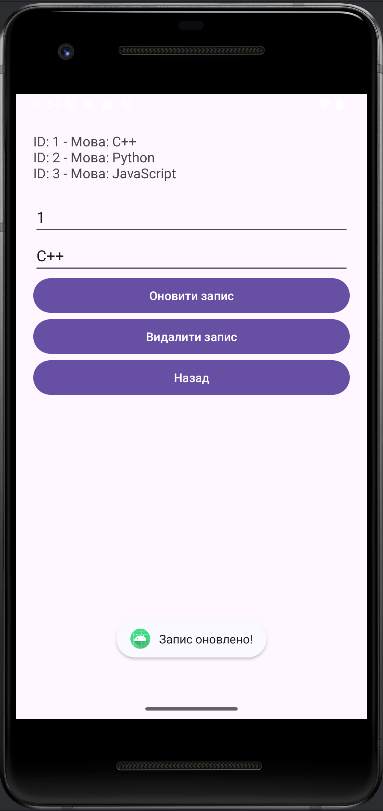 ID: 1 - Мова: C++
ID: 2 - Мова: Python
ID: 3 - Мова: JavaScript
1
C++
Оновити запис
Видалити запис
Назад
Запис оновлено!